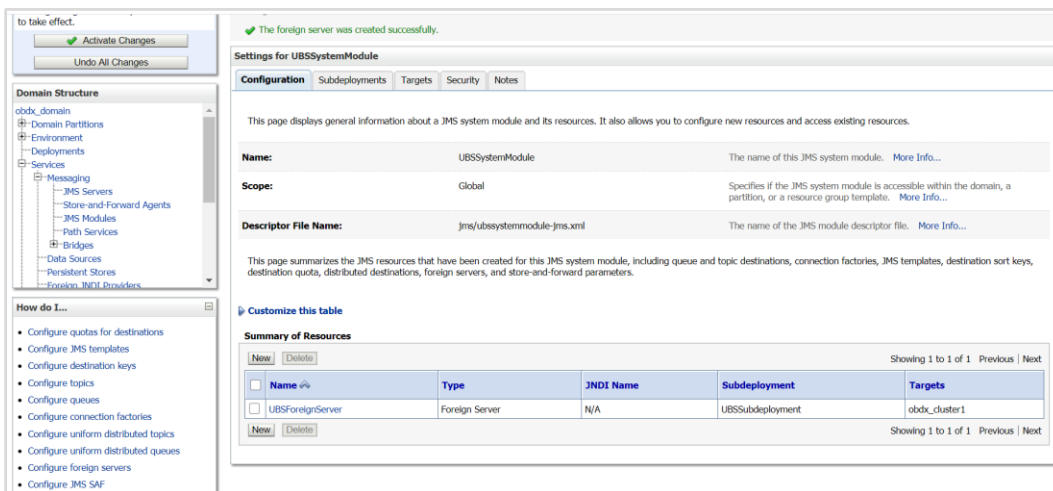 to take effect.
Activate Changes
Undo All Changes
Domain Structure
obdx_domain
Domain Partitions
Environment
Deployments
Services
Messaging
JMS Servers
Store-and-Forward Agents
JMS Modules
Path Services
Bridges
Data Sources
Persistent Stores
Foreign JNDI Providers
How do I...
• Configure quotas for destinations
• Configure JMS templates
• Configure destination keys
• Configure topics
• Configure queues
• Configure connection factories
• Configure uniform distributed topics
• Configure uniform distributed queues
• Configure foreign servers
• Configure JMS SAF
The foreign server was created successfully.
Settings for UBSSystemModule
Configuration Subdeployments Targets Security Notes
This page displays general information about a JMS system module and its resources. It also allows you to configure new resources and access existing resources.
Name: UBSSystemModule The name of this JMS system module. More Info...
Scope: Global Specifies if the JMS system module is accessible within the domain, a
partition, or a resource group template. More Info...
Descriptor File Name: jms/ubssystemmodule-jms.xml The name of the JMS module descriptor file. More Info...
This page summarizes the JMS resources that have been created for this JMS system module, including queue and topic destinations, connection factories, JMS templates, destination sort keys,
destination quota, distributed destinations, foreign servers, and store-and-forward parameters.
Customize this table
Summary of Resources
New Delete Showing 1 to 1 of 1 Previous | Next
Name Type JNDI Name Subdeployment Targets
UBSForeignServer Foreign Server N/A UBSSubdeployment obdx_cluster1
New Delete Showing 1 to 1 of 1 Previous | Next